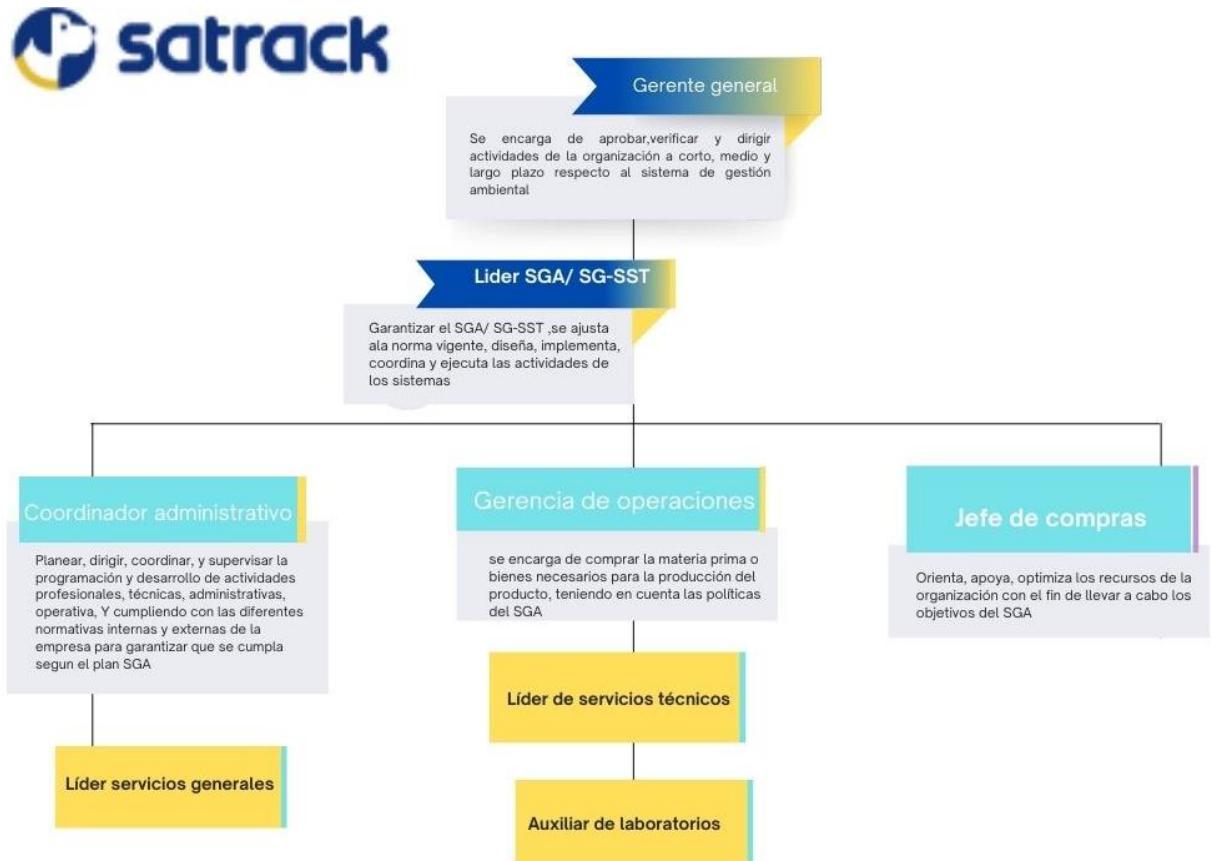 satrack
Gerente general
Se encarga de aprobar,verificar y dirigir
actividades de la organización a corto, medio y
largo plazo respecto al sistema de gestión
ambiental
Lider SGA/ SG-SST
Garantizar el SGA/ SG-SST ,se ajusta
ala norma vigente, diseña, implementa,
coordina y ejecuta las actividades de
los sistemas
Coordinador administrativo
Planear, dirigir, coordinar, y supervisar la
programación y desarrollo de actividades
profesionales, técnicas, administrativas,
operativa, Y cumpliendo con las diferentes
normativas internas y externas de la
empresa para garantizar que se cumpla
segun el plan SGA
Líder servicios generales
Gerencia de operaciones
se encarga de comprar la materia prima o
bienes necesarios para la producción del
producto, teniendo en cuenta las políticas
del SGA
Líder de servicios técnicos
Auxiliar de laboratorios
Jefe de compras
Orienta, apoya, optimiza los recursos de la
organización con el fin de llevar a cabo los
objetivos del SGA